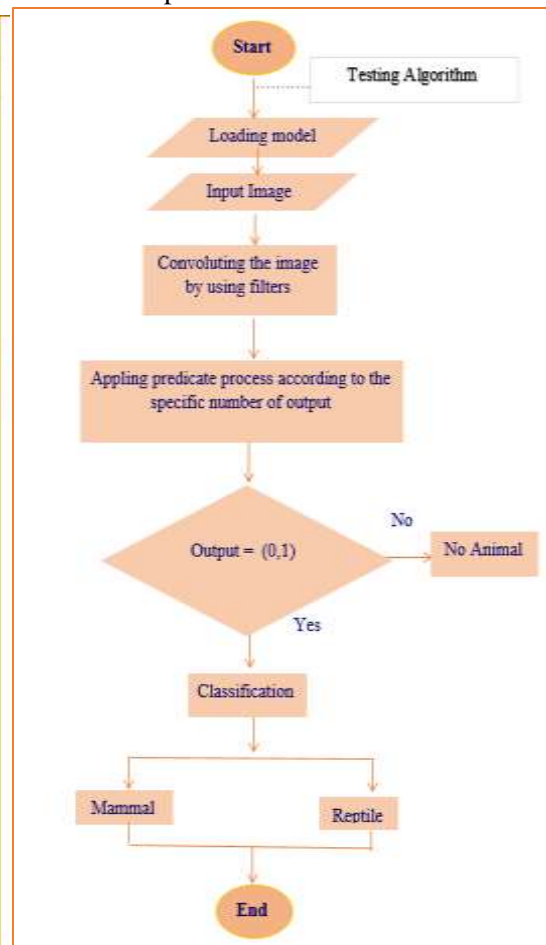 Start
Testing Algorithm
Loading model
Input Image
Convoluting the image
by using filters
Appling predicate process according to the
specific number of output
Output = (0,1)
No
No Animal
Yes
Classification
Mammal
Reptile
End